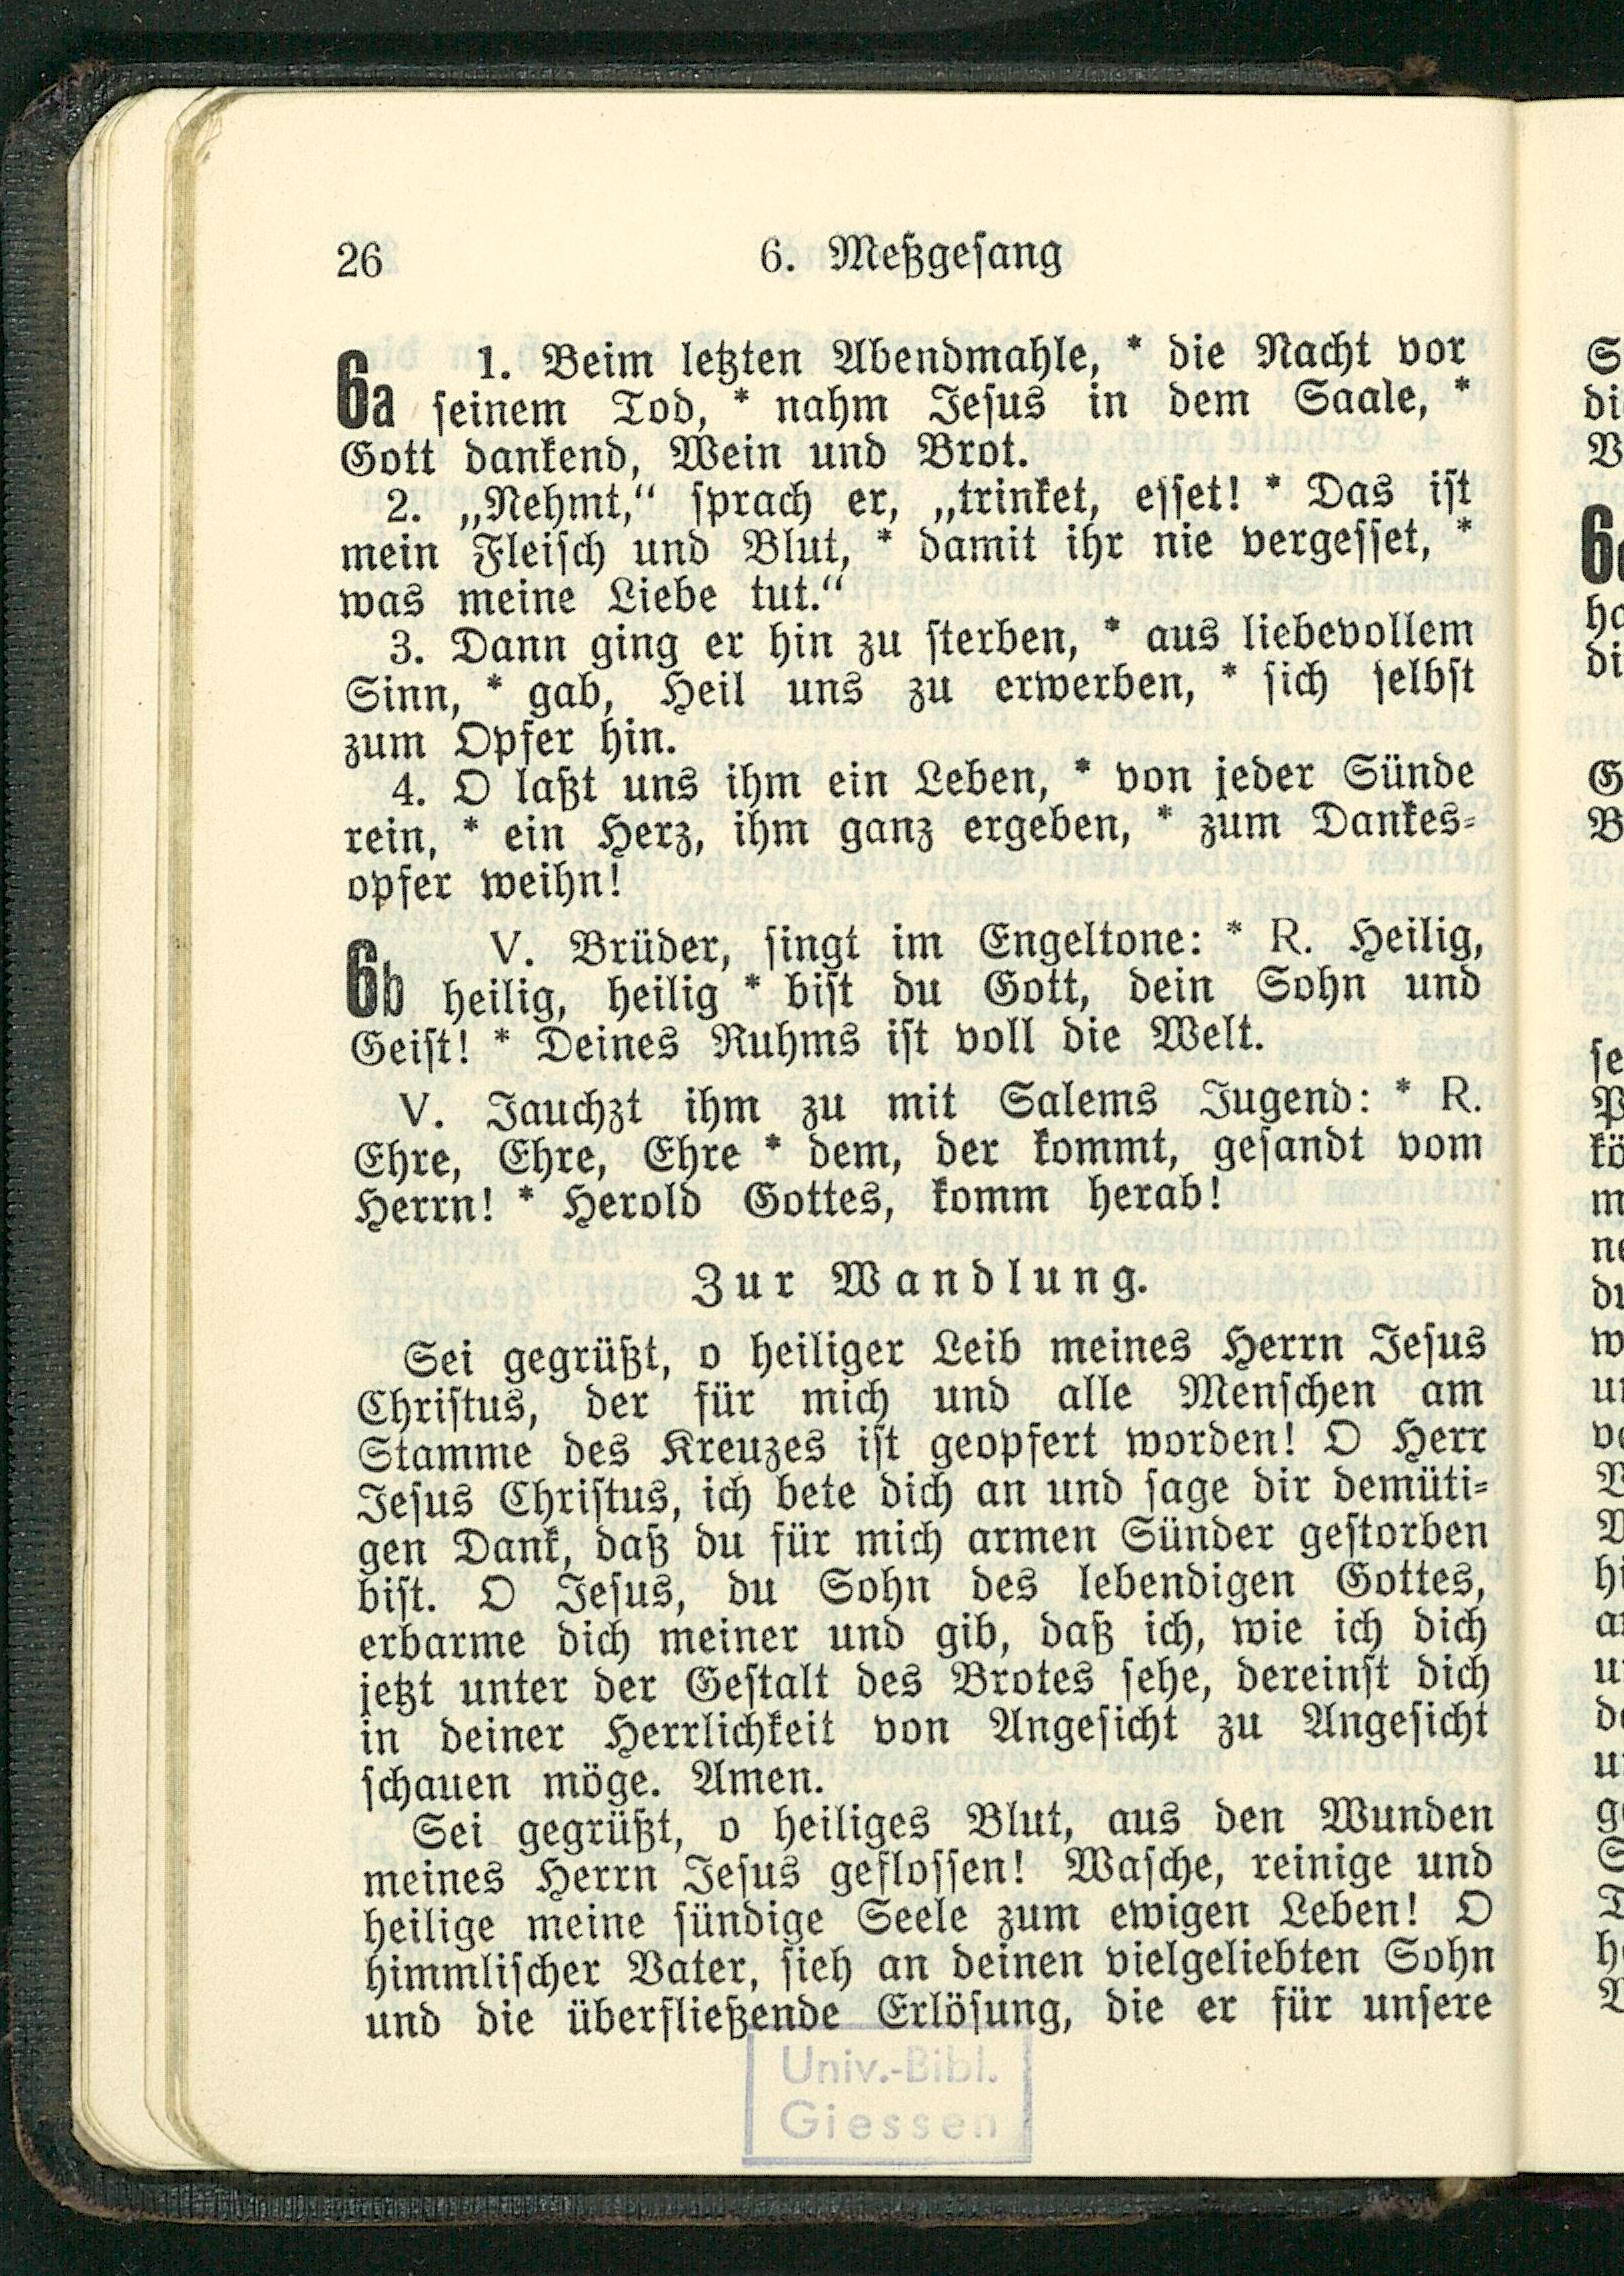 26
6. Meßgesang
6a 1. Beim letzten Abendmahle, * die Nacht vor
seinem Tod, * nahm Jesus in dem Saale, *
Gott dankend, Wein und Brot.
2. „Nehmt,“ sprach er, „trinket, esset! * Das ist
mein Fleisch und Blut, * damit ihr nie vergesset, *
was meine Liebe tut.“
3. Dann ging er hin zu sterben, * aus liebevollem
Sinn, * gab, Heil uns zu erwerben, * sich selbst
zum Opfer hin.
4. O laßt uns ihm ein Leben, * von jeder Sünde
rein, * ein Herz, ihm ganz ergeben, * zum Dankes-
opfer weihn!
6b V. Brüder, singt im Engeltone: * R. Heilig,
heilig, heilig * bist du Gott, dein Sohn und
Geist! * Deines Ruhms ist voll die Welt.
V. Jauchzt ihm zu mit Salems Jugend: * R.
Ehre, Ehre, Ehre * dem, der kommt, gesandt vom
Herrn! * Herold Gottes, komm herab!
Zur Wandlung.
Sei gegrüßt, o heiliger Leib meines Herrn Jesus
Christus, der für mich und alle Menschen am
Stamme des Kreuzes ist geopfert worden! O Herr
Jesus Christus, ich bete dich an und sage dir demüti-
gen Dank, daß du für mich armen Sünder gestorben
bist. O Jesus, du Sohn des lebendigen Gottes,
erbarme dich meiner und gib, daß ich, wie ich dich
jetzt unter der Gestalt des Brotes sehe, dereinst dich
in deiner Herrlichkeit von Angesicht zu Angesicht
schauen möge. Amen.
Sei gegrüßt, o heiliges Blut, aus den Wunden
meines Herrn Jesus geflossen! Wasche, reinige und
heilige meine sündige Seele zum ewigen Leben! O
himmlischer Vater, sieh an deinen vielgeliebten Sohn
und die überfließende Erlösung, die er für unsere
Univ.-Bibl.
Giessen